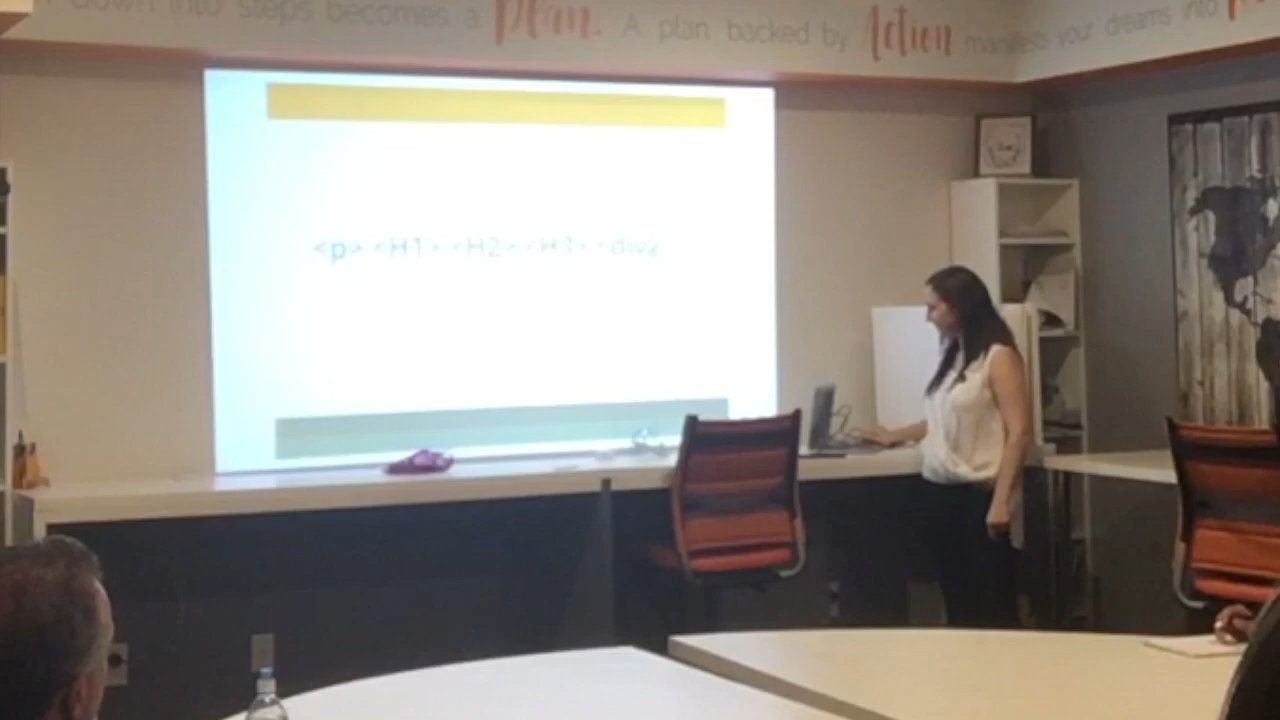 down into steps becomes a Plan. A plan backed by Action manifests your dreams into
<p> <H1> <H2> <H3> <div>